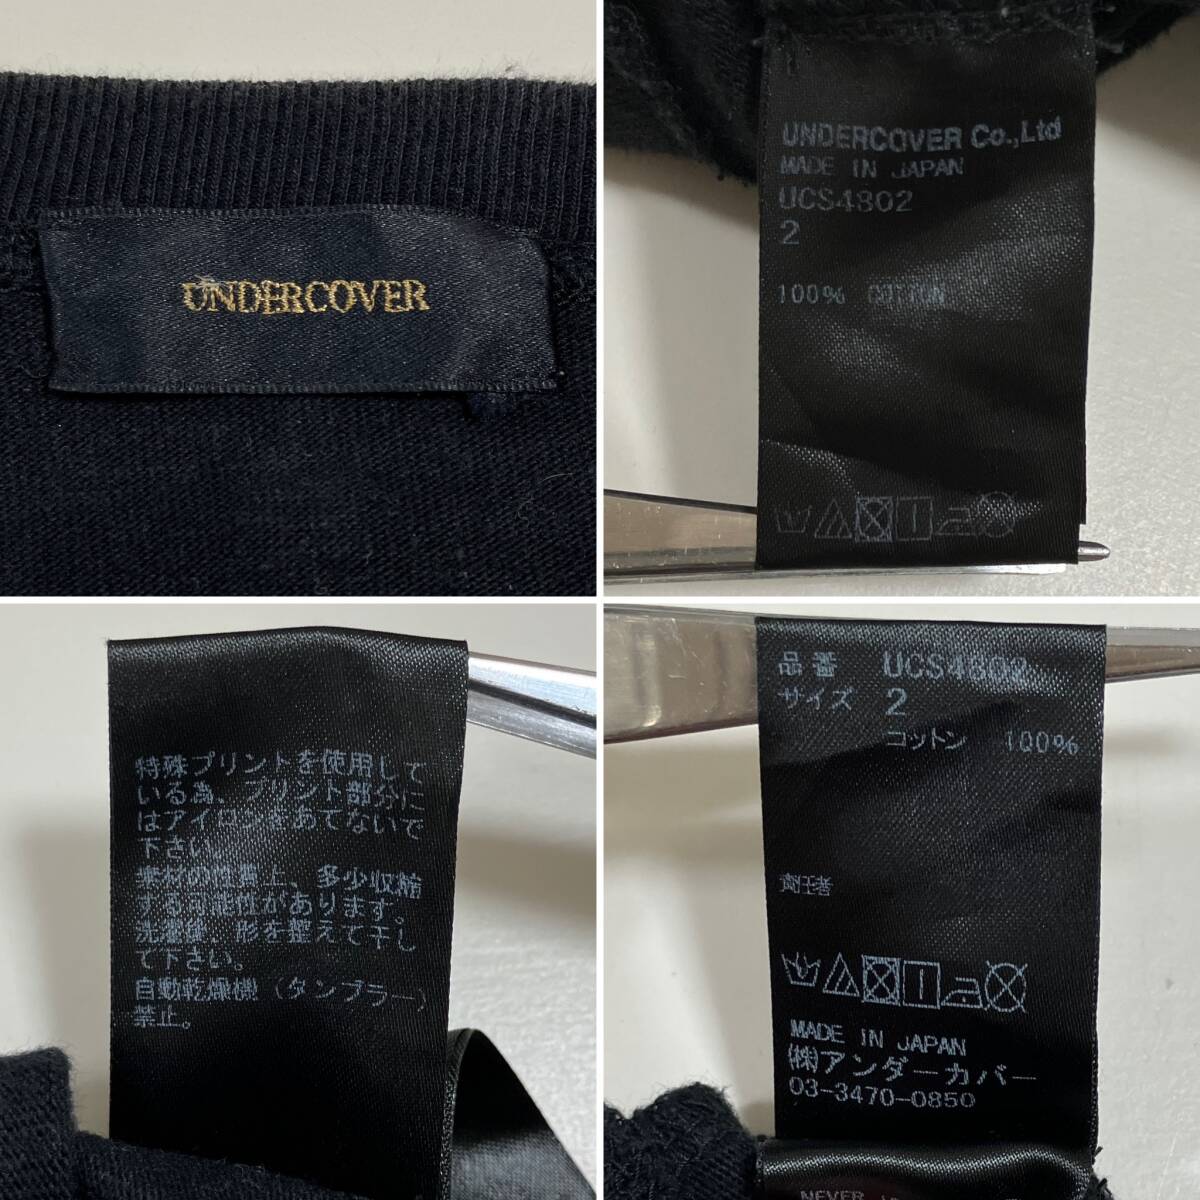 UNDERCOVER
UNDERCOVER Co.,Ltd
MADE IN JAPAN
UCS4802
2
100% COTTON
特殊プリントを使用して
いる為、プリント部分に
はアイロンをあてないで
下さい。
素材の性質上、多少収縮
する可能性があります。
洗濯後、形を整えて干し
て下さい。
自動乾燥機(タンブラー)
禁止。
品番 UCS4802
サイズ 2
コットン 100%
MADE IN JAPAN
(株)アンダーカバー
03-3470-0850
NEVER